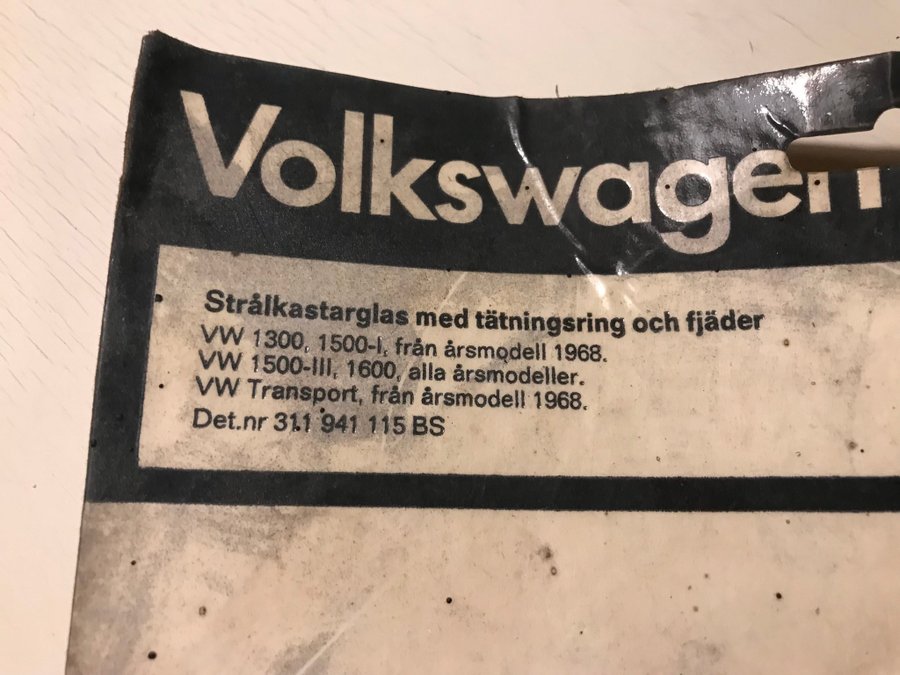 Volkswagen
Strålkastarglas med tätningsring och fjäder
VW 1300, 1500-I, från årsmodell 1968.
VW 1500-III, 1600, alla årsmodeller.
VW Transport, från årsmodell 1968.
Det.nr 311 941 115 BS